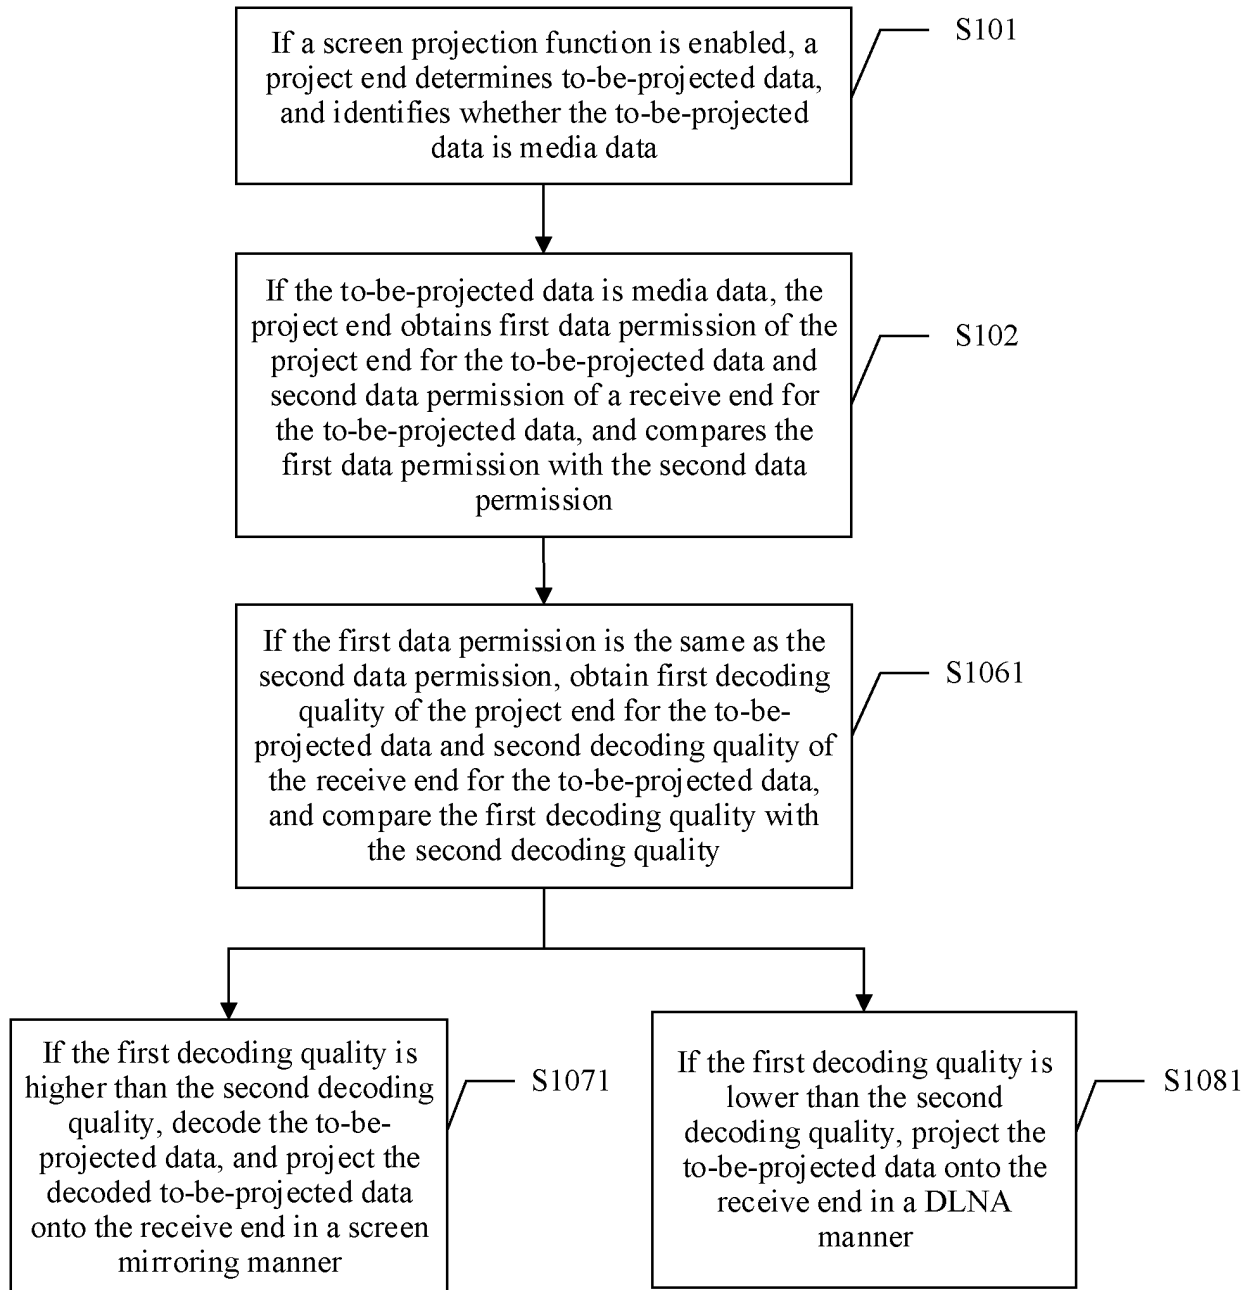 If a screen projection function is enabled, a
project end determines to-be-projected data,
and identifies whether the to-be-projected
data is media data
S101
If the to-be-projected data is media data, the
project end obtains first data permission of the
project end for the to-be-projected data and
second data permission of a receive end for
the to-be-projected data, and compares the
first data permission with the second data
permission
S102
If the first data permission is the same as the
second data permission, obtain first decoding
quality of the project end for the to-be-
projected data and second decoding quality of
the receive end for the to-be-projected data,
and compare the first decoding quality with
the second decoding quality
S1061
If the first decoding quality is
higher than the second decoding
quality, decode the to-be-
projected data, and project the
decoded to-be-projected data
onto the receive end in a screen
mirroring manner
S1071
If the first decoding quality is
lower than the second
decoding quality, project the
to-be-projected data onto the
receive end in a DLNA
manner
S1081